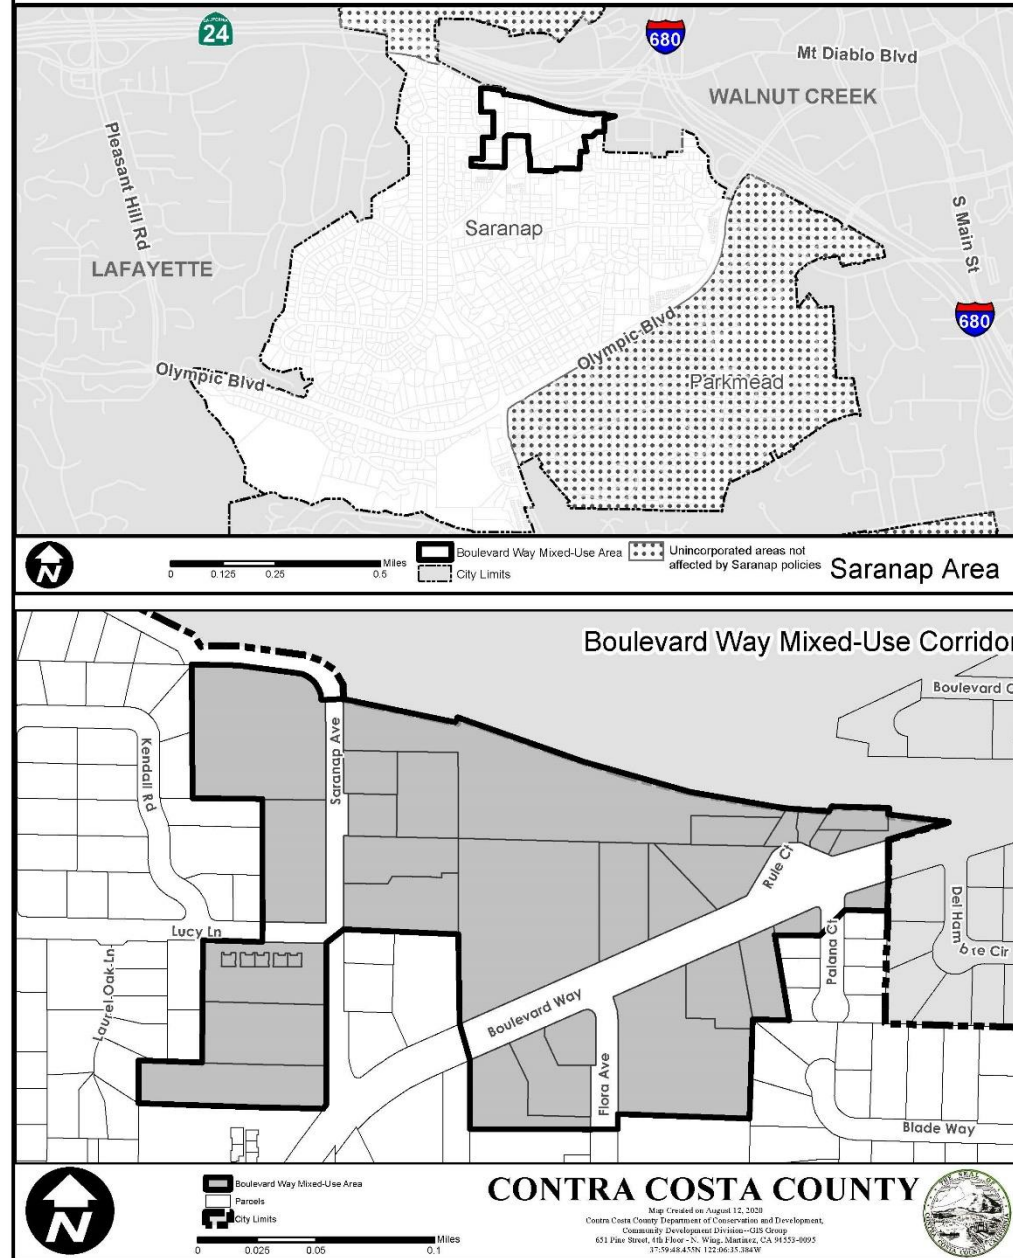 CALIFORNIA
24
680
Mt Diablo Blvd
WALNUT CREEK
Pleasant Hill Rd
Saranap
S Main St
LAFAYETTE
680
Olympic Blvd
Olympic Blvd
Parkmead
N
0 0.125 0.25 0.5
Miles
Boulevard Way Mixed-Use Area
City Limits
Unincorporated areas not
affected by Saranap policies
Saranap Area
Boulevard Way Mixed-Use Corridor
Boulevard C
Kendall Rd
Saranap Ave
Rule Ct
Lucy Ln
Del Ham
bre Cir
Palana Ct
Laurel Oak Ln
Boulevard Way
Flora Ave
Blade Way
N
Boulevard Way Mixed-Use Area
Parcels
City Limits
0 0.025 0.05 0.1
Miles
CONTRA COSTA COUNTY
Map Created on August 12, 2020
Contra Costa County Department of Conservation and Development,
Community Development Division--GIS Group
651 Pine Street, 4th Floor - N. Wing, Martinez, CA 94553-0095
37:59:48.455N 122:06:35.384W